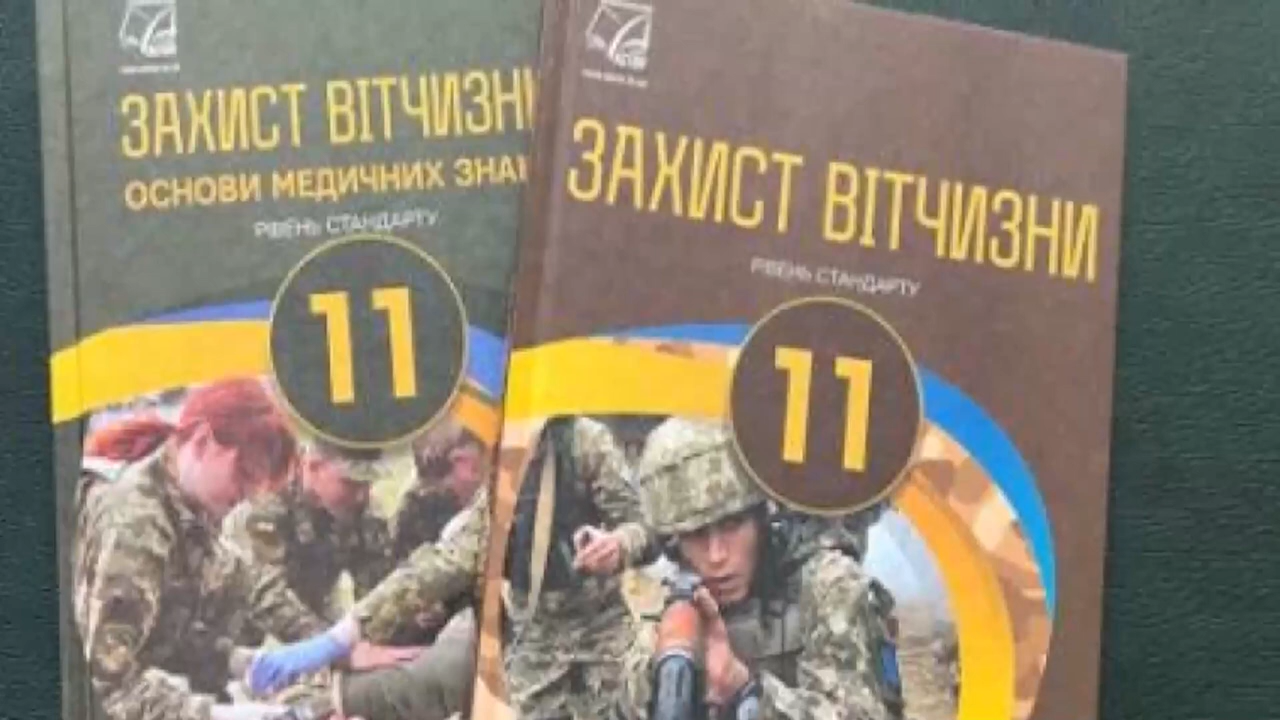 ЗАХИСТ ВІТЧИЗНИ
ОСНОВИ МЕДИЧНИХ
РІВЕНЬ СТАНДАРТУ
11
ЗАХИСТ ВІТЧИЗНИ
РІВЕНЬ СТАНДАРТУ
11